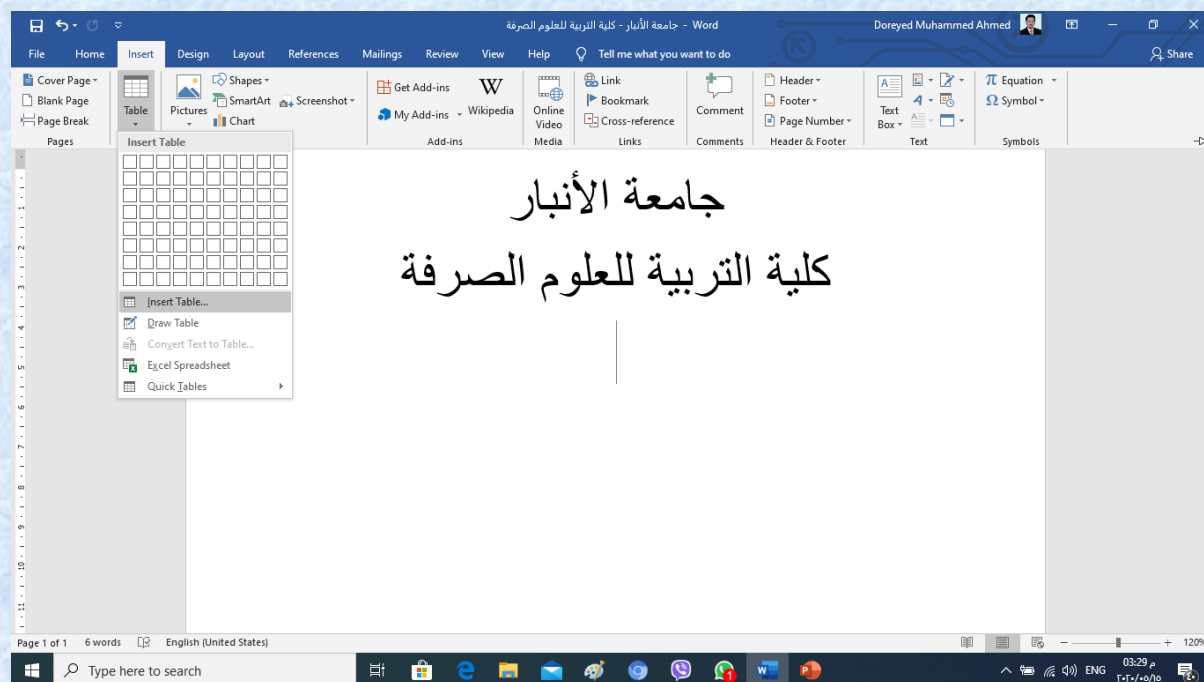 جامعة الأنبار - كلية التربية للعلوم الصرفة - Word
Doreyed Muhammed Ahmed
File Home Insert Design Layout References Mailings Review View Help Tell me what you want to do Share
Cover Page
Blank Page
Page Break
Pages
Table
Pictures
Shapes
SmartArt
Chart
Screenshot
Get Add-ins
My Add-ins
Wikipedia
Add-ins
Online
Video
Media
Link
Bookmark
Cross-reference
Links
Comment
Comments
Header
Footer
Page Number
Header & Footer
Text
Box
Text
Equation
Symbol
Symbols
Insert Table
Insert Table...
Draw Table
Convert Text to Table...
Excel Spreadsheet
Quick Tables
جامعة الأنبار
كلية التربية للعلوم الصرفة
Page 1 of 1 6 words English (United States) 120%
Type here to search
ENG
03:29 م
٢٠٢٠/٠٥/١٥